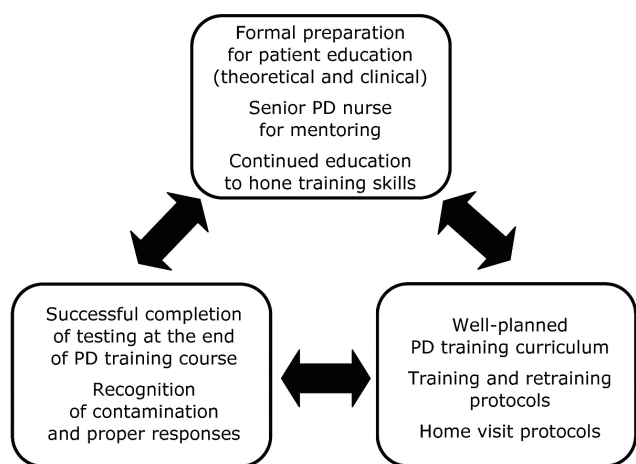 Formal preparation
for patient education
(theoretical and clinical)
Senior PD nurse
for mentoring
Continued education
to hone training skills
Successful completion
of testing at the end
of PD training course
Recognition
of contamination
and proper responses
Well-planned
PD training curriculum
Training and retraining
protocols
Home visit protocols